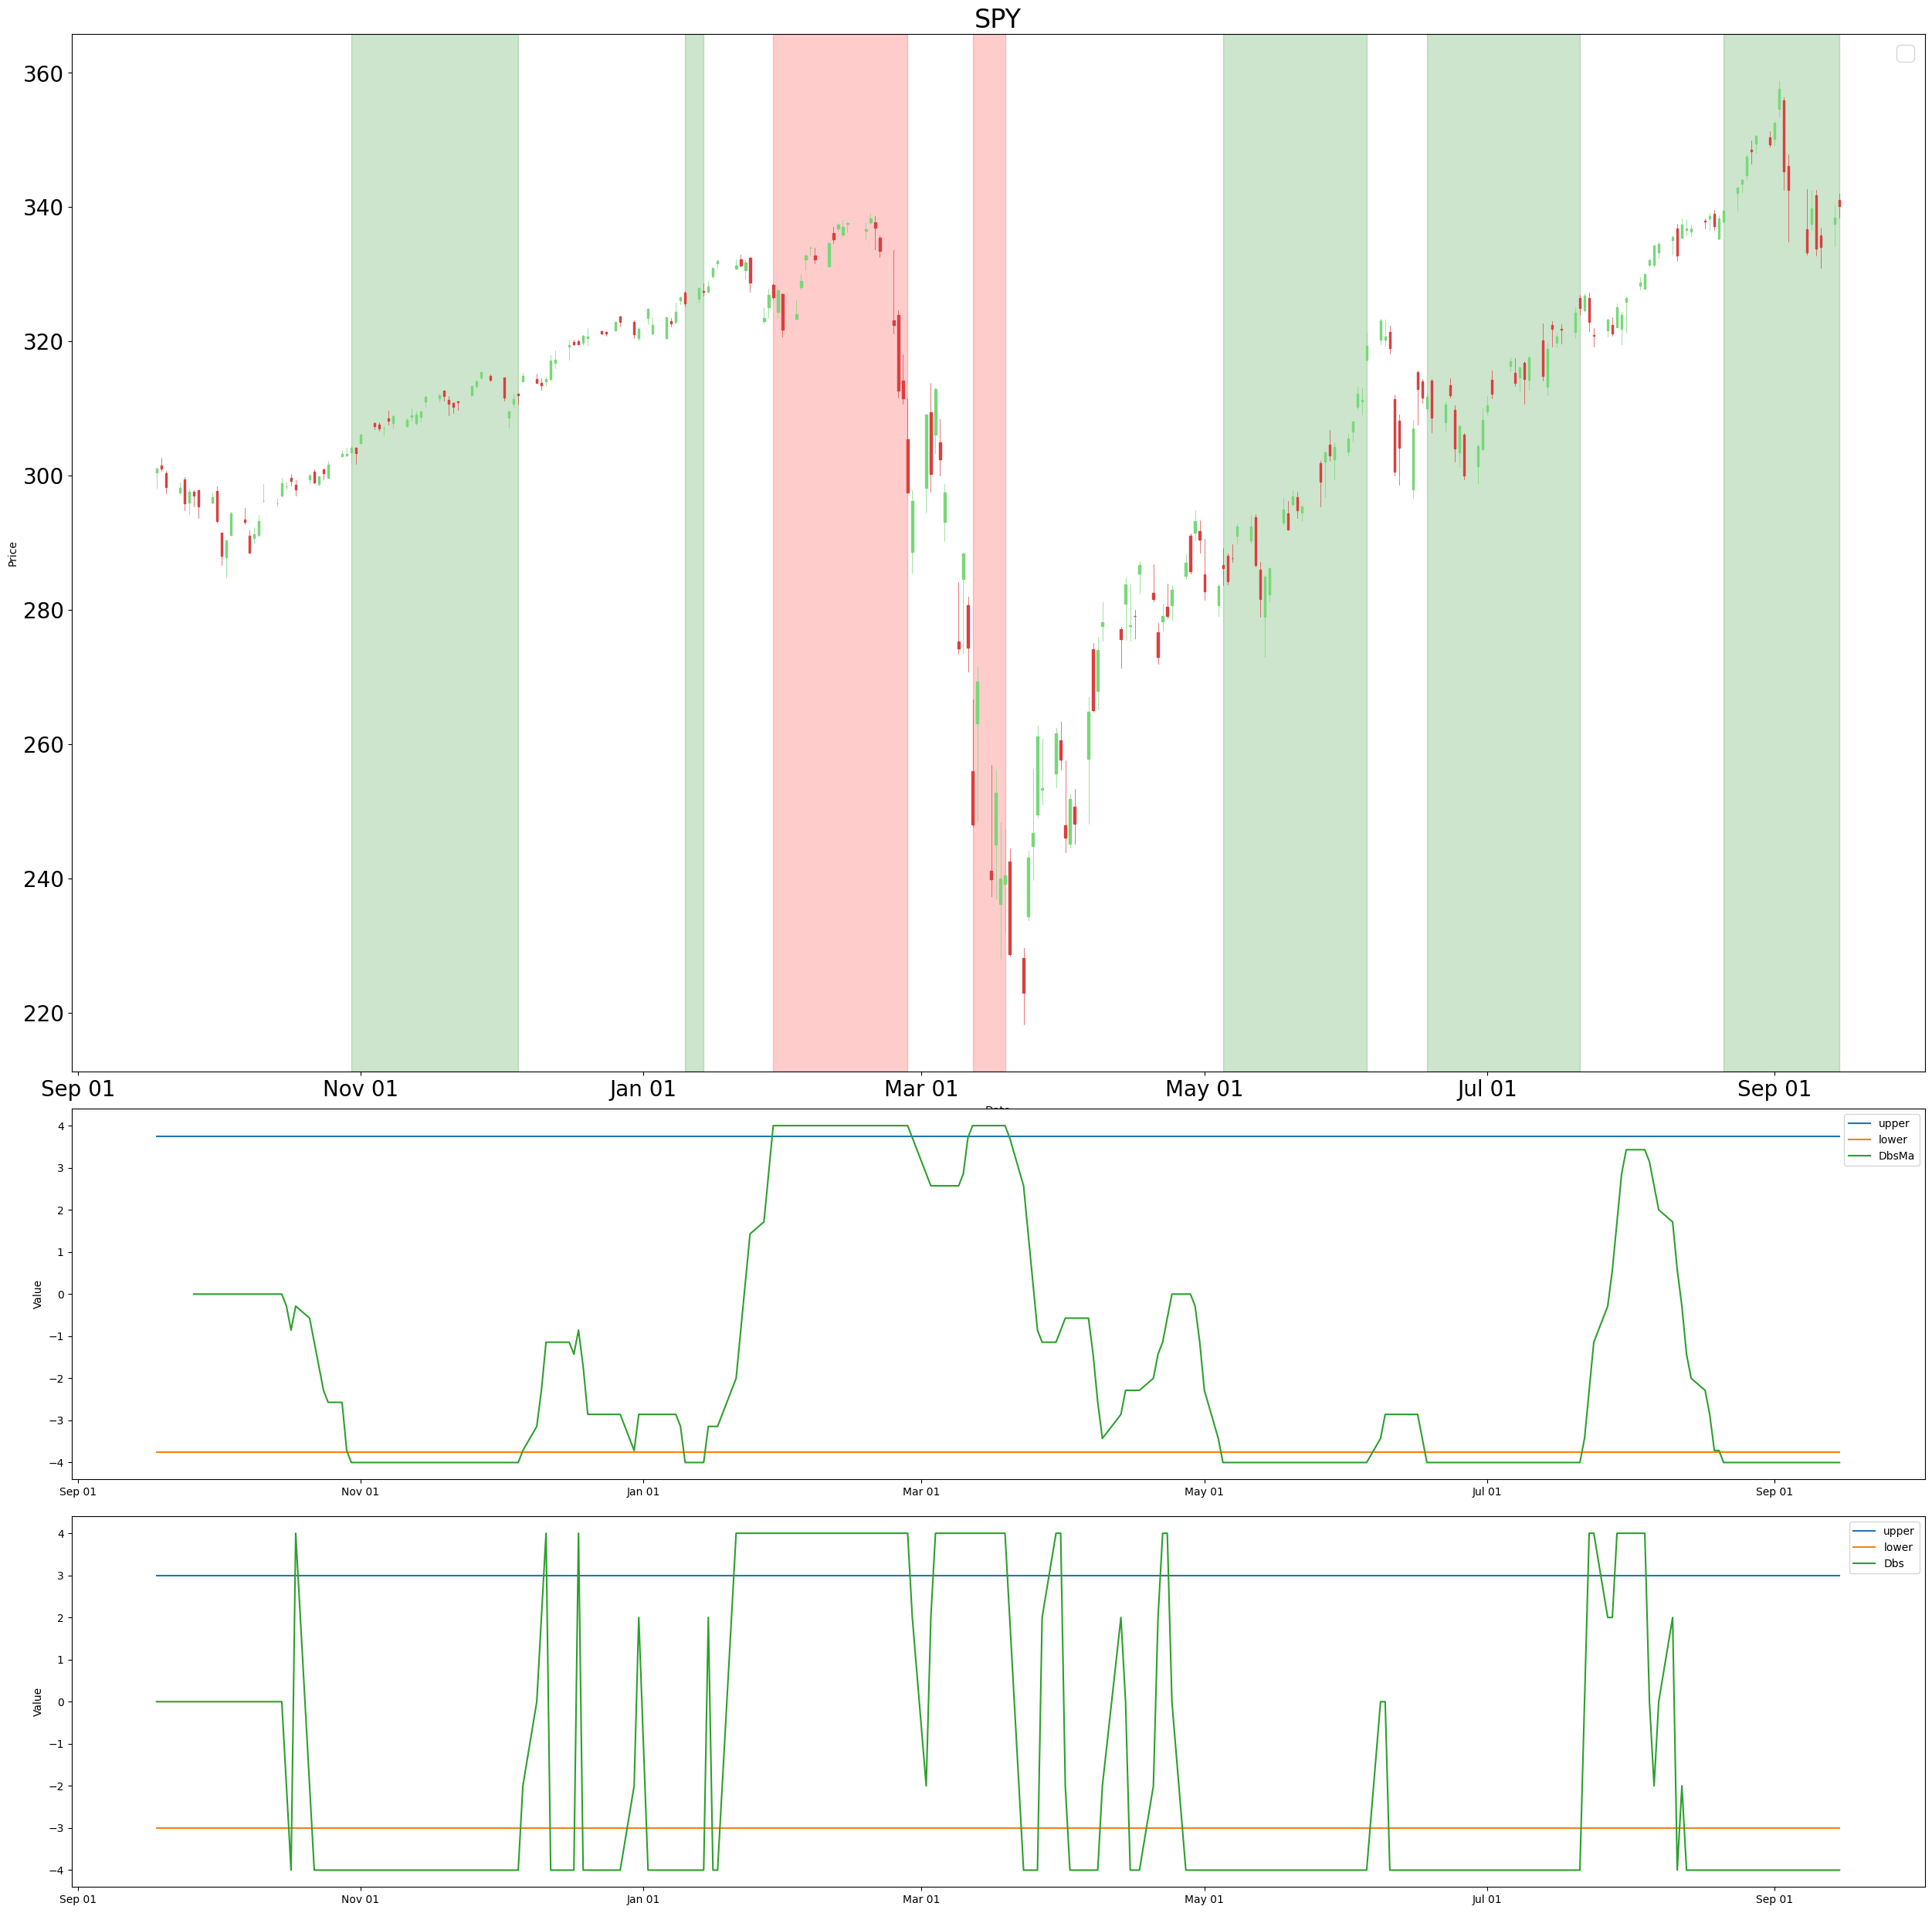 SPY
360
340
320
300
280
260
240
220
Price
Sep 01 Nov 01 Jan 01 Mar 01 May 01 Jul 01 Sep 01
Date
4
3
2
1
0
−1
−2
−3
−4
Value
upper
lower
DbsMa
Sep 01 Nov 01 Jan 01 Mar 01 May 01 Jul 01 Sep 01
4
3
2
1
0
−1
−2
−3
−4
Value
upper
lower
Dbs
Sep 01 Nov 01 Jan 01 Mar 01 May 01 Jul 01 Sep 01